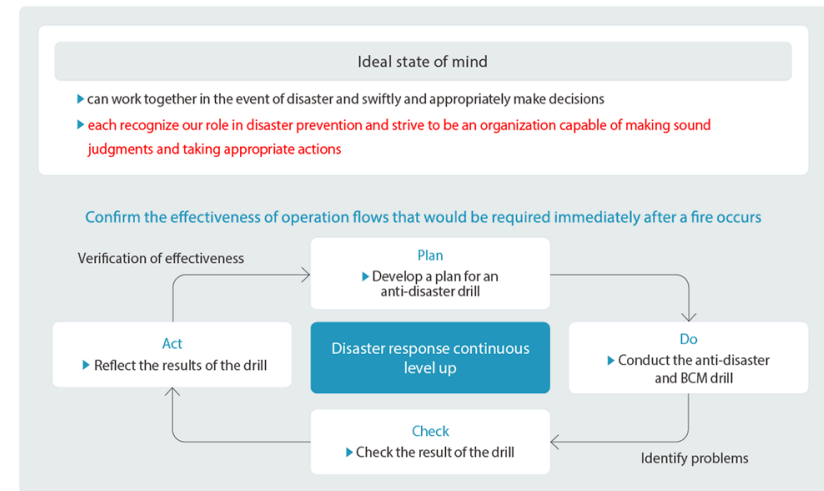 Ideal state of mind
can work together in the event of disaster and swiftly and appropriately make decisions
each recognize our role in disaster prevention and strive to be an organization capable of making sound
judgments and taking appropriate actions
Confirm the effectiveness of operation flows that would be required immediately after a fire occurs
Verification of effectiveness
Plan
Develop a plan for an
anti-disaster drill
Act
Reflect the results of the drill
Disaster response continuous
level up
Do
Conduct the anti-disaster
and BCM drill
Check
Check the result of the drill
Identify problems